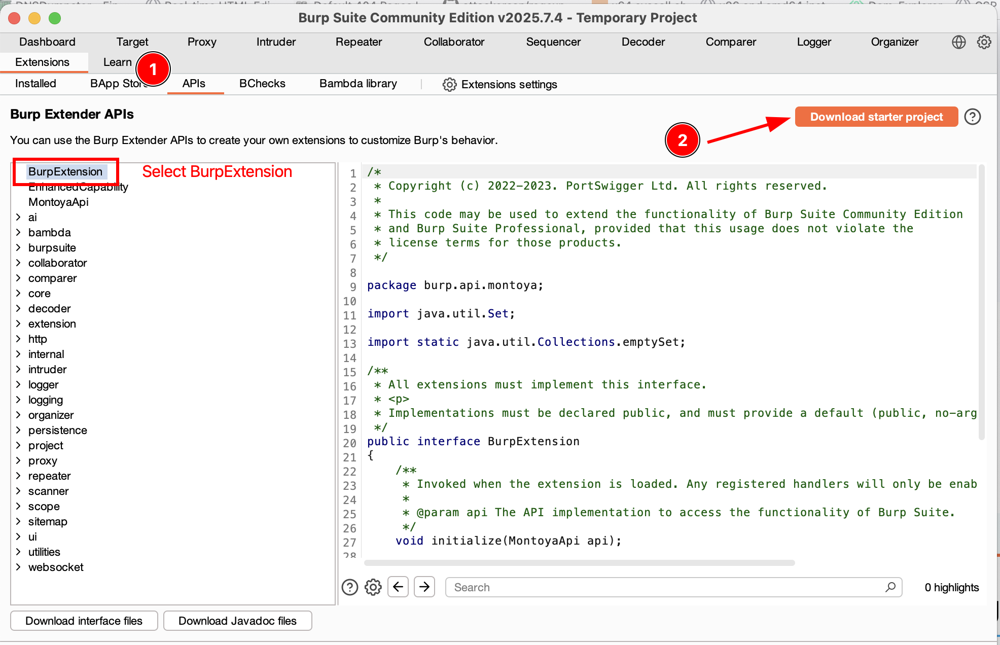 Burp Suite Community Edition v2025.7.4 - Temporary Project
Dashboard Target Proxy Intruder Repeater Collaborator Sequencer Decoder Comparer Logger Organizer
Extensions Learn
1
Installed BApp Store APIs BChecks Bambda library Extensions settings
Burp Extender APIs
Download starter project ?
You can use the Burp Extender APIs to create your own extensions to customize Burp's behavior.
2
BurpExtension
Select BurpExtension
EnhancedCapability
MontoyaApi
ai
bambda
burpsuite
collaborator
comparer
core
decoder
extension
http
internal
intruder
logger
logging
organizer
persistence
project
proxy
repeater
scanner
scope
sitemap
ui
utilities
websocket
1 /*
2  * Copyright (c) 2022-2023. PortSwigger Ltd. All rights reserved.
3  *
4  * This code may be used to extend the functionality of Burp Suite Community Edition
5  * and Burp Suite Professional, provided that this usage does not violate the
6  * license terms for those products.
7  */
8
9 package burp.api.montoya;
10
11 import java.util.Set;
12
13 import static java.util.Collections.emptySet;
14
15 /**
16  * All extensions must implement this interface.
17  * <p>
18  * Implementations must be declared public, and must provide a default (public, no-arg
19  */
20 public interface BurpExtension
21 {
22     /**
23      * Invoked when the extension is loaded. Any registered handlers will only be enab
24      *
25      * @param api The API implementation to access the functionality of Burp Suite.
26      */
27     void initialize(MontoyaApi api);
28
? Search 0 highlights
Download interface files Download Javadoc files